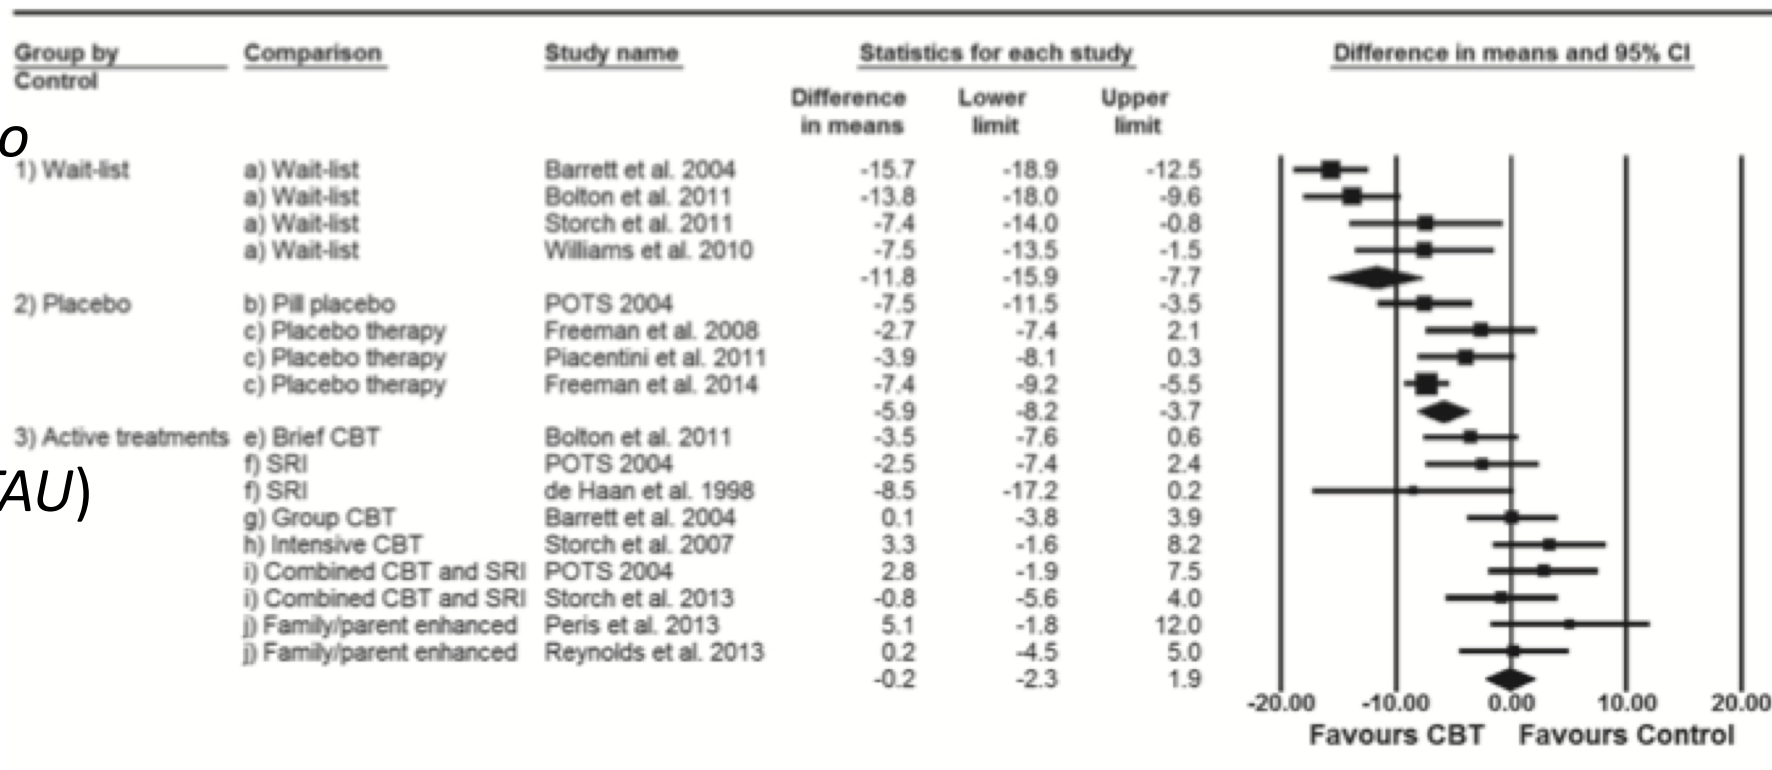 Group by Comparison Study name Statistics for each study Difference in means and 95% CI
Control
Difference Lower Upper
in means limit limit
o
1) Wait-list a) Wait-list Barrett et al. 2004 -15.7 -18.9 -12.5
a) Wait-list Bolton et al. 2011 -13.8 -18.0 -9.6
a) Wait-list Storch et al. 2011 -7.4 -14.0 -0.8
a) Wait-list Williams et al. 2010 -7.5 -13.5 -1.5
-11.8 -15.9 -7.7
2) Placebo b) Pill placebo POTS 2004 -7.5 -11.5 -3.5
c) Placebo therapy Freeman et al. 2008 -2.7 -7.4 2.1
c) Placebo therapy Piacentini et al. 2011 -3.9 -8.1 0.3
c) Placebo therapy Freeman et al. 2014 -7.4 -9.2 -5.5
-5.9 -8.2 -3.7
3) Active treatments e) Brief CBT Bolton et al. 2011 -3.5 -7.6 0.6
f) SRI POTS 2004 -2.5 -7.4 2.4
TAU)
f) SRI de Haan et al. 1998 -8.5 -17.2 0.2
g) Group CBT Barrett et al. 2004 0.1 -3.8 3.9
h) Intensive CBT Storch et al. 2007 3.3 -1.6 8.2
i) Combined CBT and SRI POTS 2004 2.8 -1.9 7.5
i) Combined CBT and SRI Storch et al. 2013 -0.8 -5.6 4.0
j) Family/parent enhanced Peris et al. 2013 5.1 -1.8 12.0
j) Family/parent enhanced Reynolds et al. 2013 0.2 -4.5 5.0
-0.2 -2.3 1.9
-20.00 -10.00 0.00 10.00 20.00
Favours CBT Favours Control